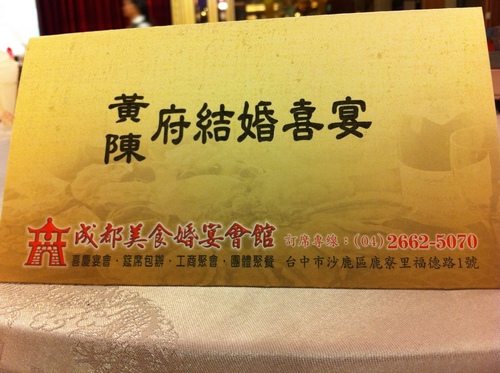 黃
陳
府結婚喜宴
成都美食婚宴會館 訂席專線：(04) 2662-5070
喜慶宴會・筵席包辦・工商聚會・團體聚餐 台中市沙鹿區鹿寮里福德路1號